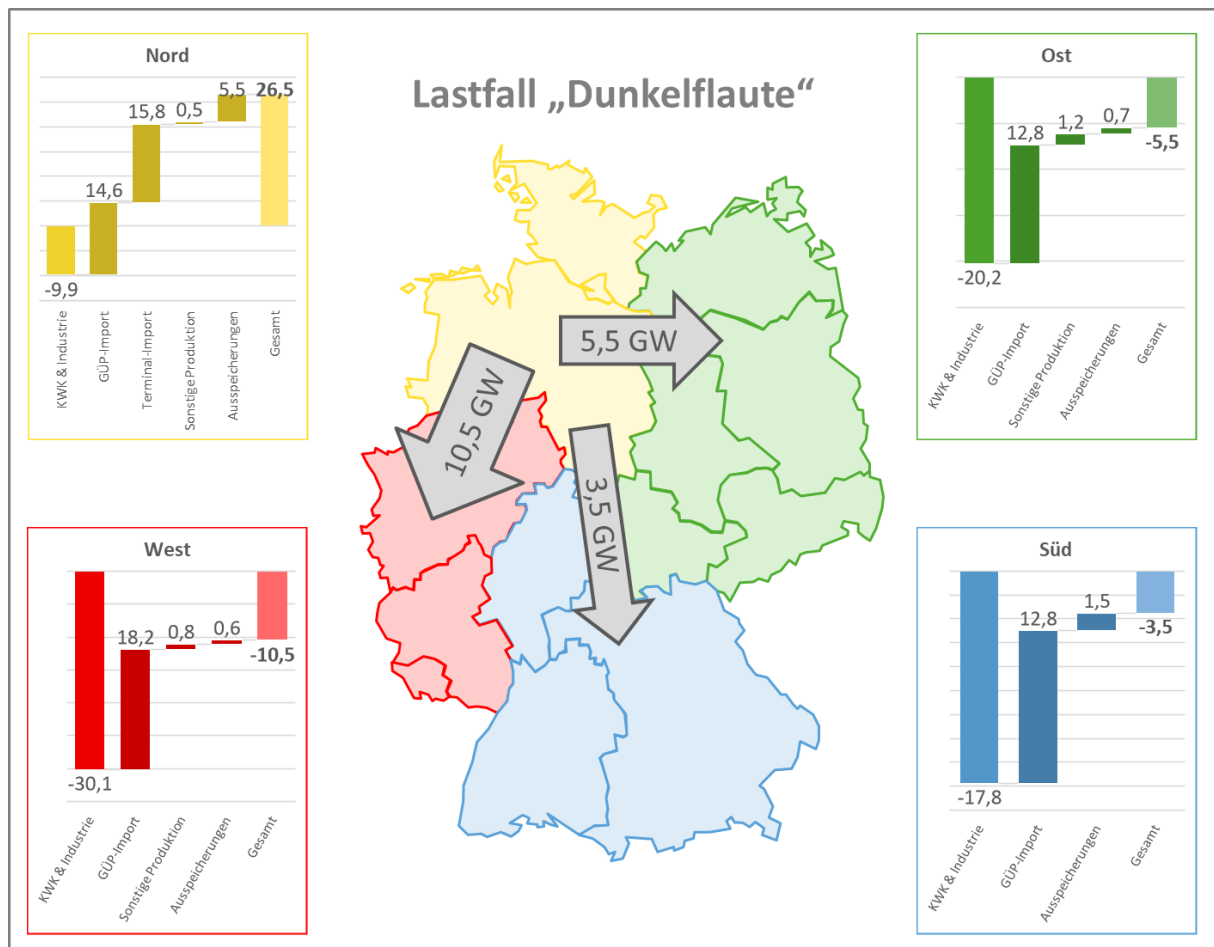 Lastfall „Dunkelflaute“
Nord
-9,9
14,6
15,8
0,5
5,5
26,5
KWK & Industrie
GÜP-Import
Terminal-Import
Sonstige Produktion
Ausspeicherungen
Gesamt
Ost
-20,2
12,8
1,2
0,7
-5,5
KWK & Industrie
GÜP-Import
Sonstige Produktion
Ausspeicherungen
Gesamt
5,5 GW
10,5 GW
3,5 GW
West
-30,1
18,2
0,8
0,6
-10,5
KWK & Industrie
GÜP-Import
Sonstige Produktion
Ausspeicherungen
Gesamt
Süd
-17,8
12,8
1,5
-3,5
KWK & Industrie
GÜP-Import
Ausspeicherungen
Gesamt